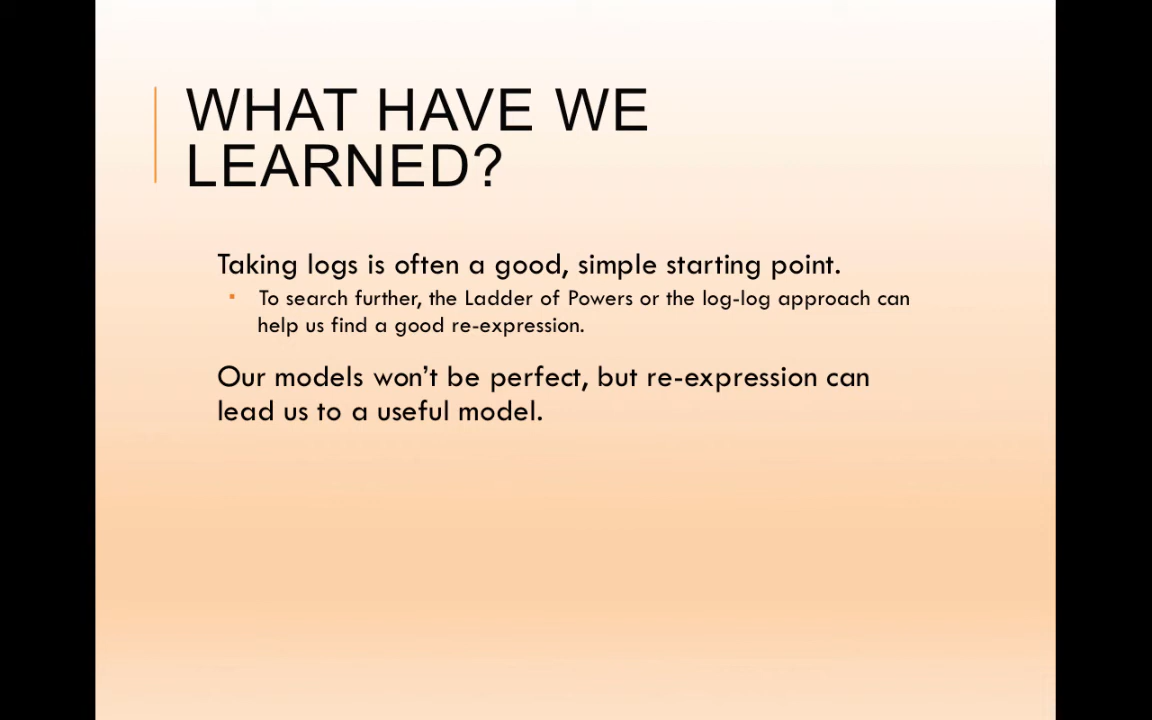 WHAT HAVE WE
LEARNED?
Taking logs is often a good, simple starting point.
▪ To search further, the Ladder of Powers or the log-log approach can
help us find a good re-expression.
Our models won’t be perfect, but re-expression can
lead us to a useful model.